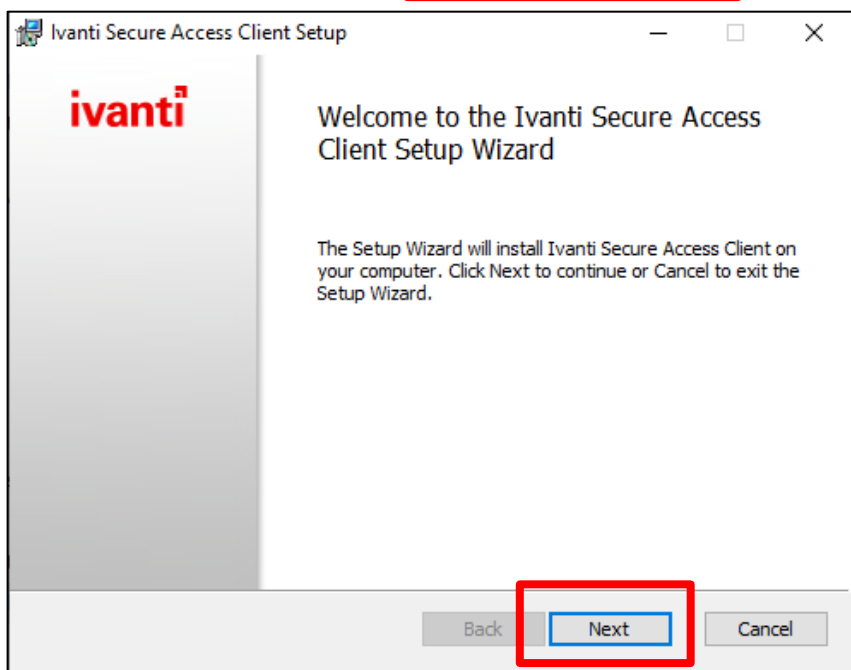 Ivanti Secure Access Client Setup
ivanti
Welcome to the Ivanti Secure Access
Client Setup Wizard
The Setup Wizard will install Ivanti Secure Access Client on
your computer. Click Next to continue or Cancel to exit the
Setup Wizard.
Back Next Cancel